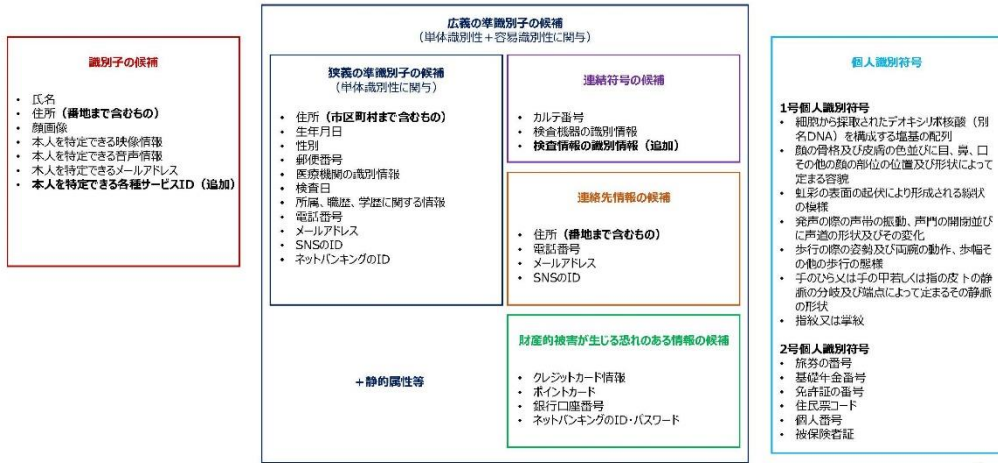 識別子の候補
• 氏名
• 住所（番地まで含むもの）
• 顔画像
• 本人を特定できる映像情報
• 本人を特定できる音声情報
• 本人を特定できるメールアドレス
• 本人を特定できる各種サービスID（追加）
広義の準識別子の候補
（単体識別性＋容易識別性に関与）
狭義の準識別子の候補
（単体識別性に関与）
• 住所（市区町村まで含むもの）
• 生年月日
• 性別
• 郵便番号
• 医療機関の識別情報
• 検査日
• 所属、職歴、学歴に関する情報
• 電話番号
• メールアドレス
• SNSのID
• ネットバンキングのID
＋静的属性等
連結符号の候補
• カルテ番号
• 検査機器の識別情報
• 検査情報の識別情報（追加）
連絡先情報の候補
• 住所（番地まで含むもの）
• 電話番号
• メールアドレス
• SNSのID
財産的被害が生じる恐れのある情報の候補
• クレジットカード情報
• ポイントカード
• 銀行口座番号
• ネットバンキングのID・パスワード
個人識別符号
1号個人識別符号
• 細胞から採取されたデオキシリボ核酸（別
名DNA）を構成する塩基の配列
• 顔の骨格及び皮膚の色並びに目、鼻、口
その他の顔の部位の位置及び形状によって
定まる容貌
• 虹彩の表面の起伏により形成される線状
の模様
• 発声の際の声帯の振動、声門の開閉並び
に声道の形状及びその変化
• 歩行の際の姿勢及び両腕の動作、歩幅そ
の他の歩行の態様
• 手のひら又は手の甲若しくは指の皮下の静
脈の分岐及び端点によって定まるその静脈
の形状
• 指紋又は掌紋
2号個人識別符号
• 旅券の番号
• 基礎年金番号
• 免許証の番号
• 住民票コード
• 個人番号
• 被保険者証